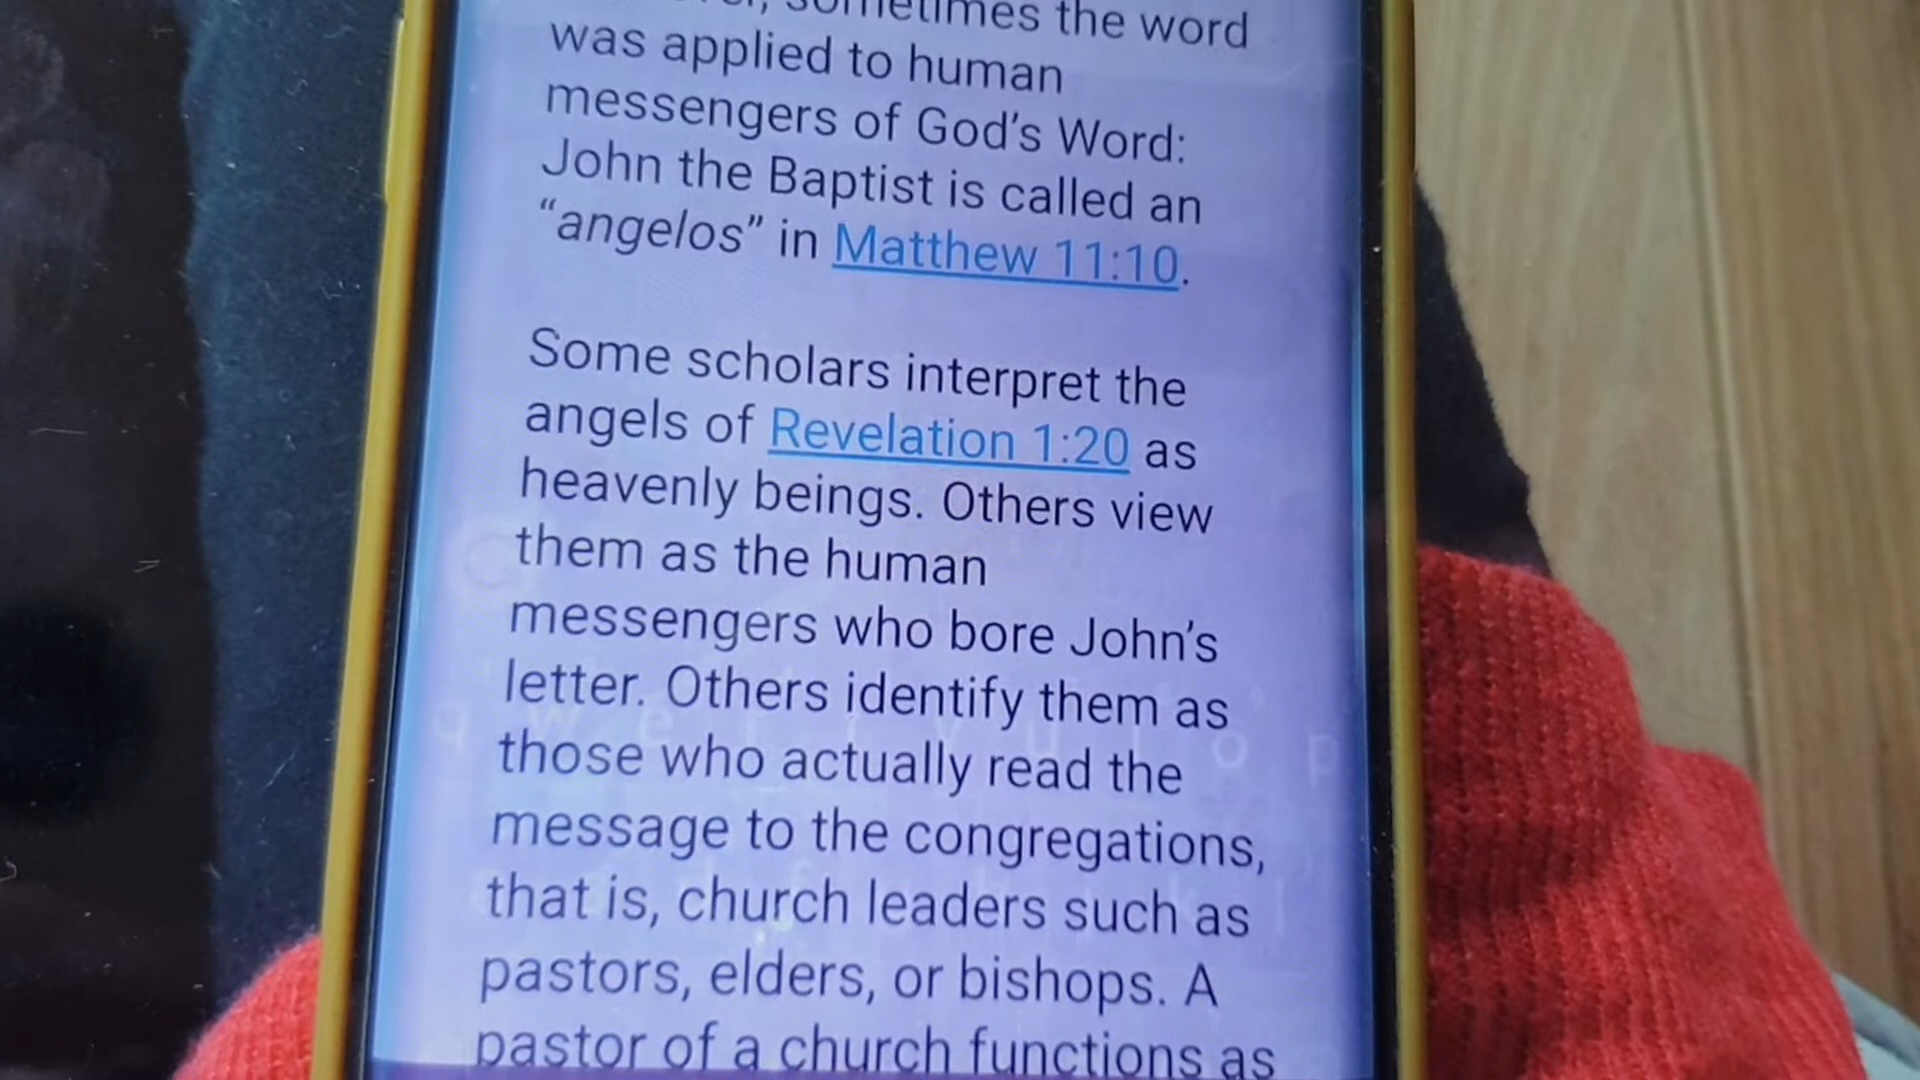 sometimes the word
was applied to human
messengers of God's Word:
John the Baptist is called an
“angelos” in Matthew 11:10.
Some scholars interpret the
angels of Revelation 1:20 as
heavenly beings. Others view
them as the human
messengers who bore John's
letter. Others identify them as
those who actually read the
message to the congregations,
that is, church leaders such as
pastors, elders, or bishops. A
pastor of a church functions as